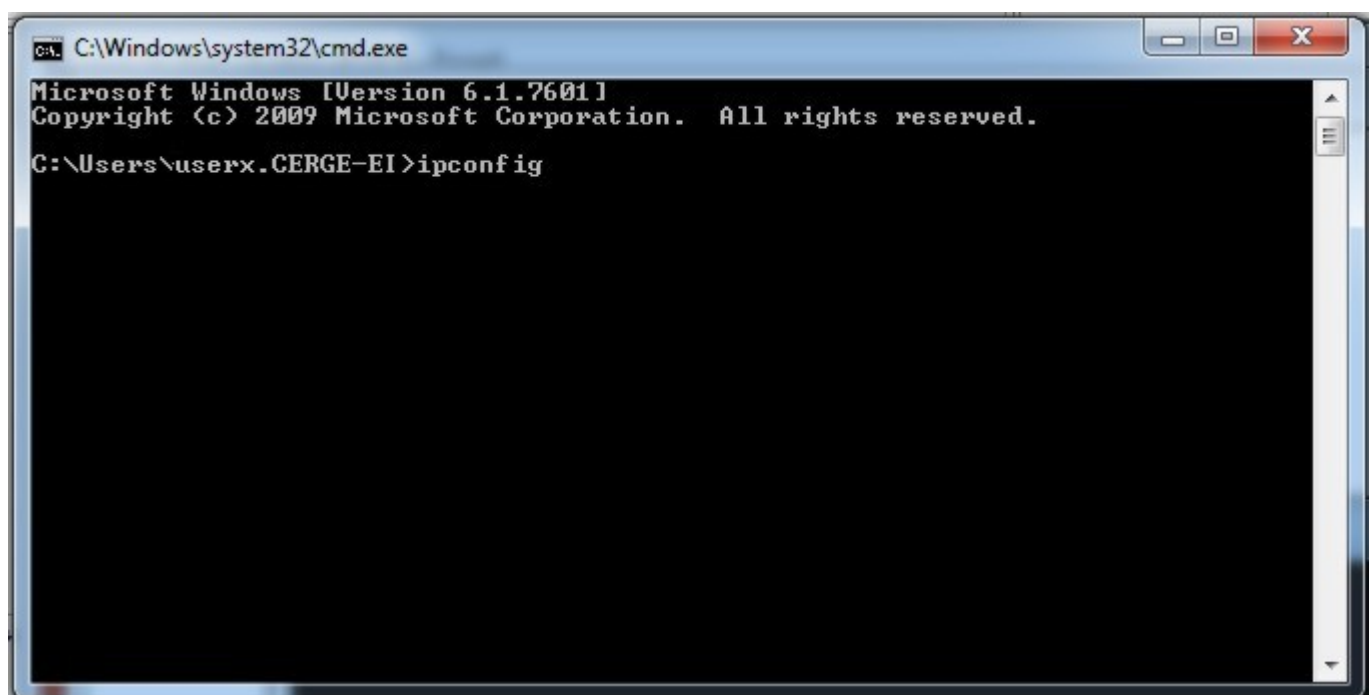 C:\Windows\system32\cmd.exe
Microsoft Windows [Version 6.1.7601]
Copyright (c) 2009 Microsoft Corporation.  All rights reserved.
C:\Users\userx.CERGE-EI>ipconfig